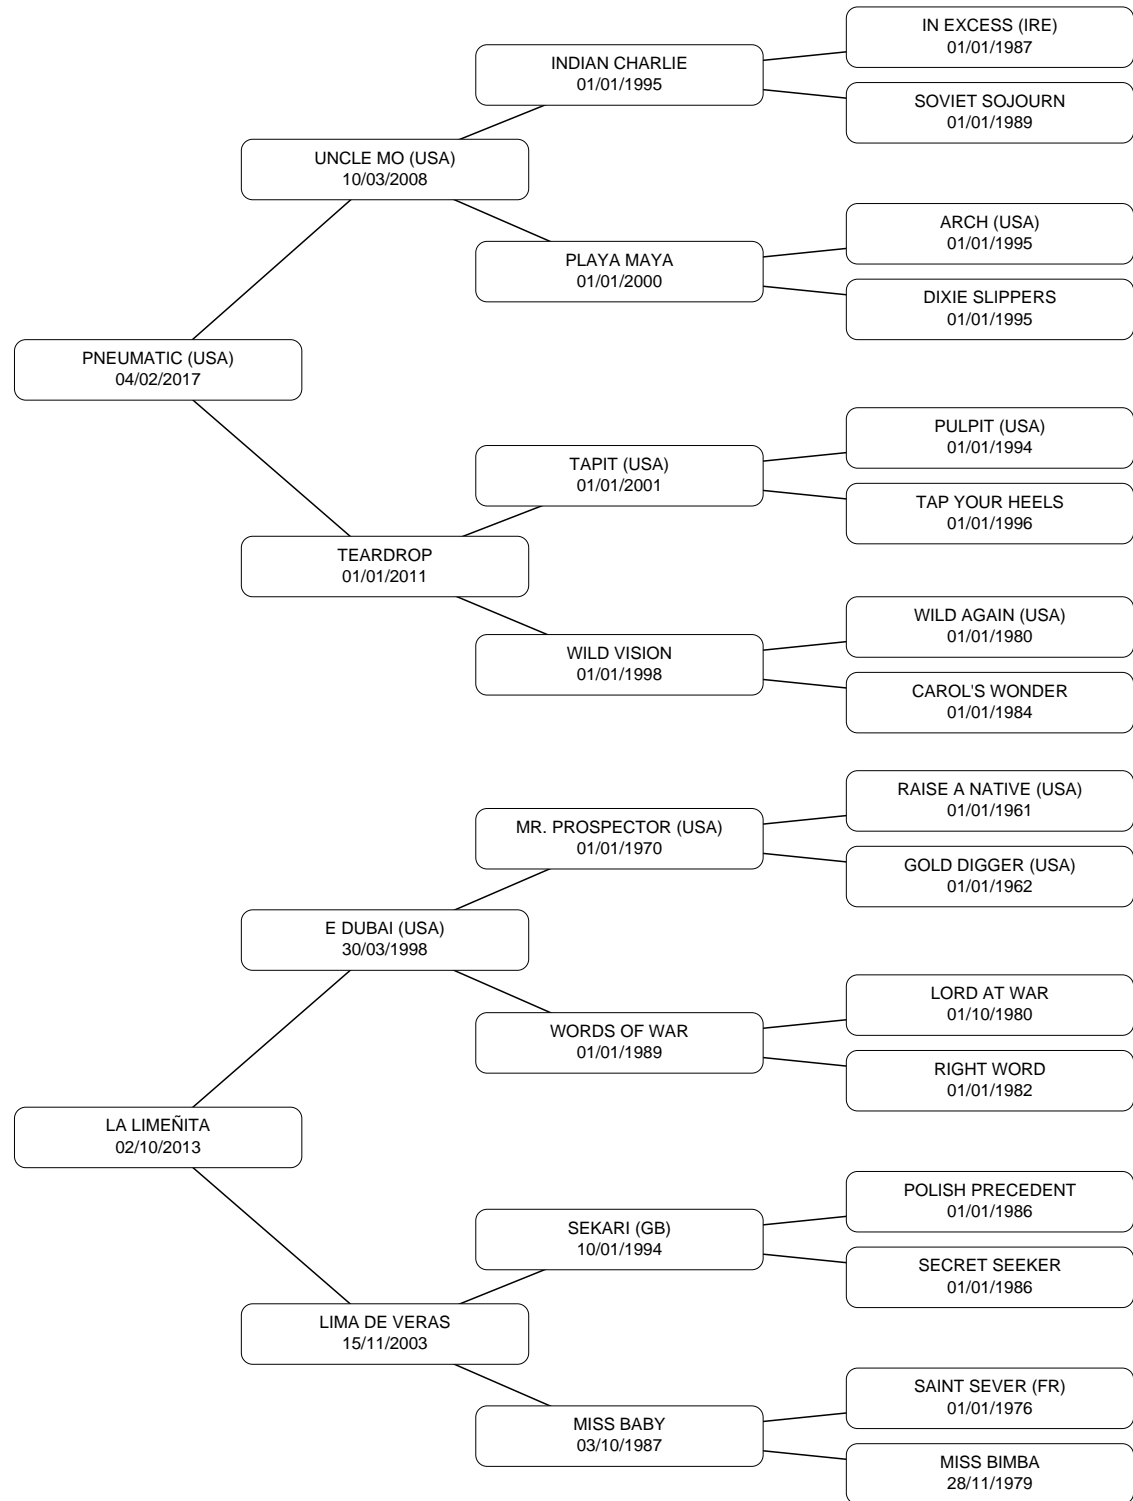 IN EXCESS (IRE)
01/01/1987
INDIAN CHARLIE
01/01/1995
SOVIET SOJOURN
01/01/1989
UNCLE MO (USA)
10/03/2008
ARCH (USA)
01/01/1995
PLAYA MAYA
01/01/2000
DIXIE SLIPPERS
01/01/1995
PNEUMATIC (USA)
04/02/2017
PULPIT (USA)
01/01/1994
TAPIT (USA)
01/01/2001
TAP YOUR HEELS
01/01/1996
TEARDROP
01/01/2011
WILD AGAIN (USA)
01/01/1980
WILD VISION
01/01/1998
CAROL'S WONDER
01/01/1984
RAISE A NATIVE (USA)
01/01/1961
MR. PROSPECTOR (USA)
01/01/1970
GOLD DIGGER (USA)
01/01/1962
E DUBAI (USA)
30/03/1998
LORD AT WAR
01/10/1980
WORDS OF WAR
01/01/1989
RIGHT WORD
01/01/1982
LA LIMEÑITA
02/10/2013
POLISH PRECEDENT
01/01/1986
SEKARI (GB)
10/01/1994
SECRET SEEKER
01/01/1986
LIMA DE VERAS
15/11/2003
SAINT SEVER (FR)
01/01/1976
MISS BABY
03/10/1987
MISS BIMBA
28/11/1979